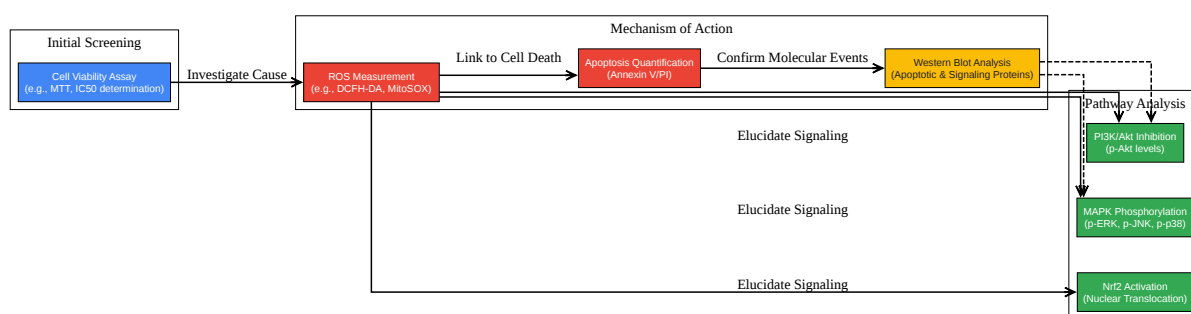 Initial Screening
Cell Viability Assay
(e.g., MTT, IC50 determination)
Investigate Cause
Mechanism of Action
ROS Measurement
(e.g., DCFH-DA, MitoSOX)
Link to Cell Death
Apoptosis Quantification
(Annexin V/PI)
Confirm Molecular Events
Western Blot Analysis
(Apoptotic & Signaling Proteins)
Pathway Analysis
Elucidate Signaling
PI3K/Akt Inhibition
(p-Akt levels)
Elucidate Signaling
MAPK Phosphorylation
(p-ERK, p-JNK, p-p38)
Elucidate Signaling
Nrf2 Activation
(Nuclear Translocation)